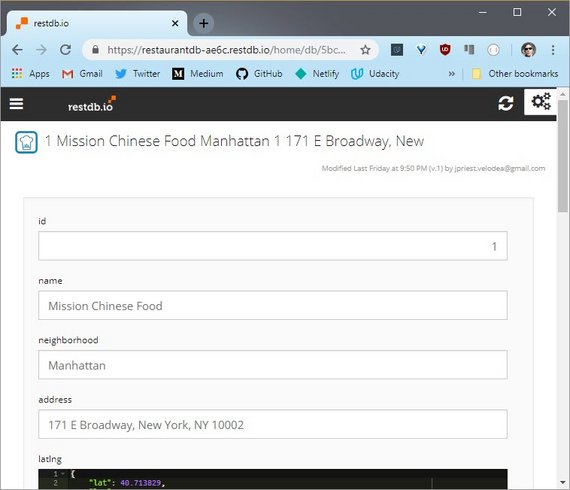 restdb.io
https://restaurantdb-ae6c.restdb.io/home/db/5bc...
Apps Gmail Twitter Medium GitHub Netlify Udacity » Other bookmarks
restdb.io
1 Mission Chinese Food Manhattan 1 171 E Broadway, New
Modified Last Friday at 9:50 PM (v.1) by jpriest.velodea@gmail.com
id
1
name
Mission Chinese Food
neighborhood
Manhattan
address
171 E Broadway, New York, NY 10002
latlng
1 {
2 "lat": 40.713829,